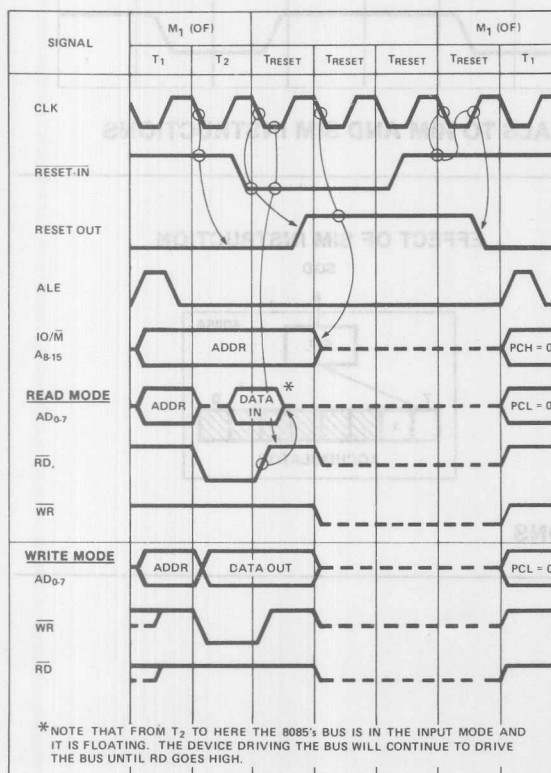 SIGNAL
M1 (OF)
M1 (OF)
T1
T2
TRESET
TRESET
TRESET
TRESET
T1
CLK
RESET-IN
RESET OUT
ALE
IO/M
A8-15
ADDR
PCH = 0
READ MODE
AD0-7
ADDR
DATA
IN
*
PCL = 0
RD,
WR
WRITE MODE
AD0-7
ADDR
DATA OUT
PCL = 0
WR
RD
*NOTE THAT FROM T2 TO HERE THE 8085's BUS IS IN THE INPUT MODE AND
IT IS FLOATING. THE DEVICE DRIVING THE BUS WILL CONTINUE TO DRIVE
THE BUS UNTIL RD GOES HIGH.